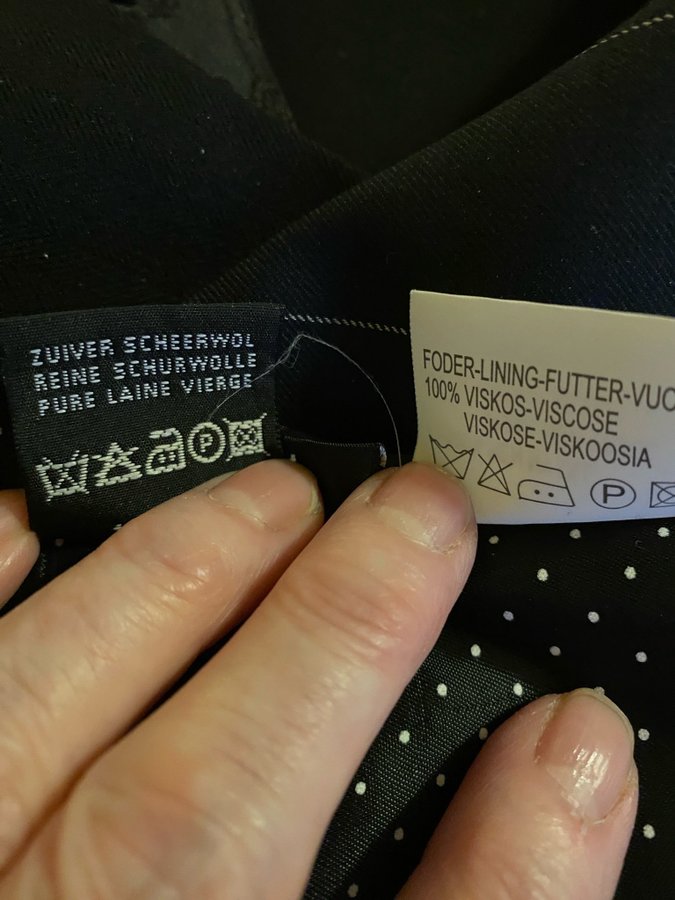 ZUIVER SCHEERWOL
REINE SCHURWOLLE
PURE LAINE VIERGE
P
FODER-LINING-FUTTER-VUO
100% VISKOS-VISCOSE
VISKOSE-VISKOOSIA
P